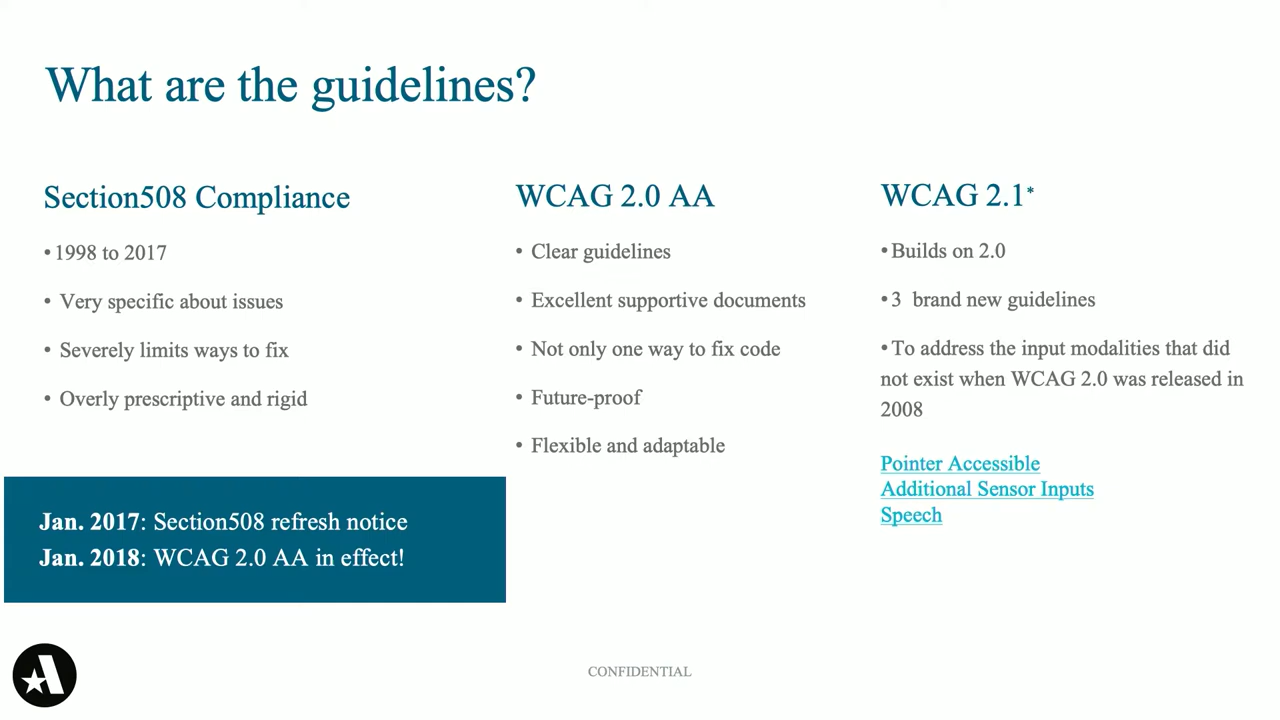 What are the guidelines?
Section508 Compliance
•1998 to 2017
• Very specific about issues
• Severely limits ways to fix
• Overly prescriptive and rigid
Jan. 2017: Section508 refresh notice
Jan. 2018: WCAG 2.0 AA in effect!
WCAG 2.0 AA
• Clear guidelines
• Excellent supportive documents
• Not only one way to fix code
• Future-proof
• Flexible and adaptable
WCAG 2.1*
•Builds on 2.0
•3  brand new guidelines
•To address the input modalities that did
not exist when WCAG 2.0 was released in
2008
Pointer Accessible
Additional Sensor Inputs
Speech
A
CONFIDENTIAL